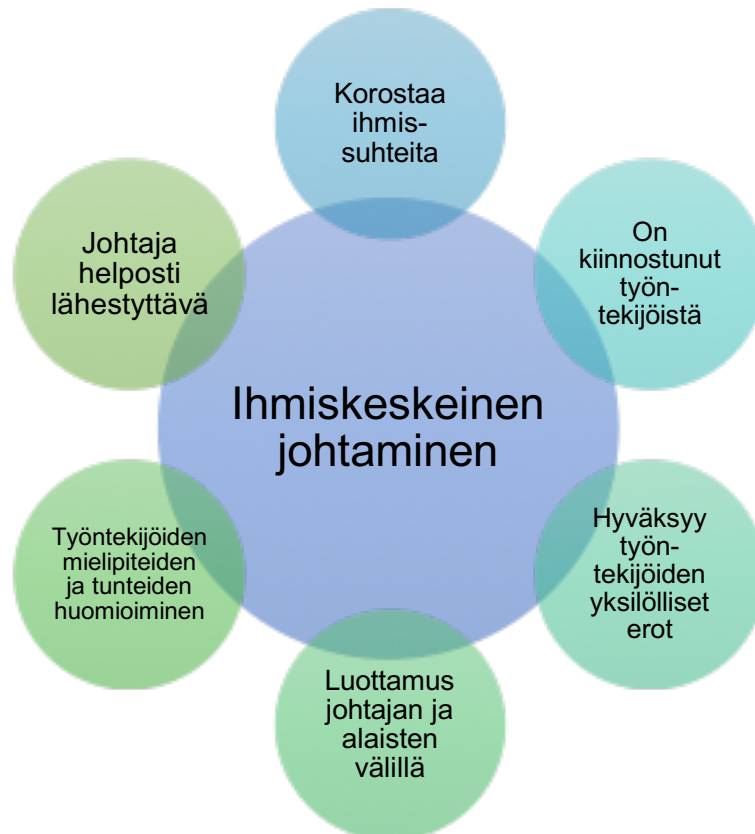 Korostaa
ihmis-
suhteita
On
kiinnostunut
työn-
tekijöistä
Hyväksyy
työn-
tekijöiden
yksilölliset
erot
Luottamus
johtajan ja
alaisten
välillä
Työntekijöiden
mielipiteiden
ja tunteiden
huomioiminen
Johtaja
helposti
lähestyttävä
Ihmiskeskeinen
johtaminen